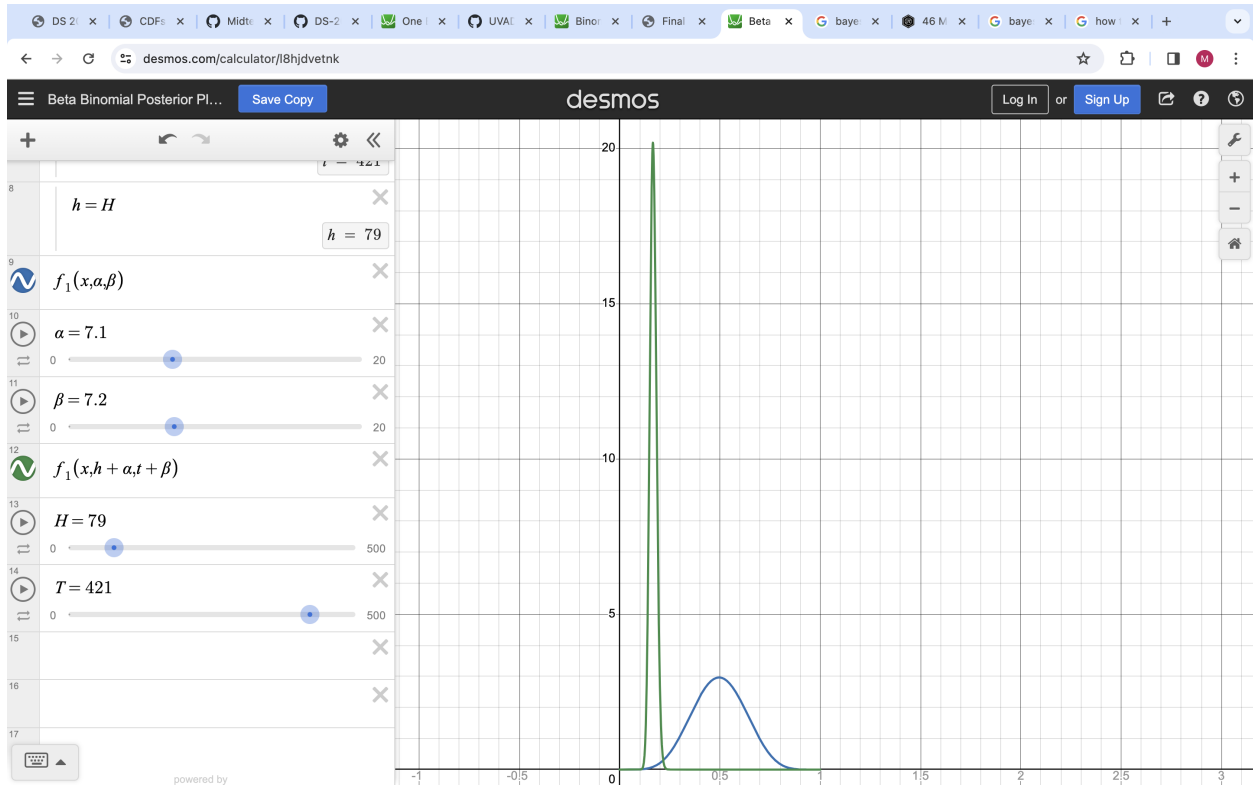 DS 2 CDFs Midte DS-2 One UVAD Binor Final Beta baye 46 M baye how
desmos.com/calculator/l8hjdvetnk M
Beta Binomial Posterior Pl... Save Copy desmos Log In or Sign Up
t = 421
8
h = H
h = 79
9
f₁(x,α,β)
10
α = 7.1
0 20
11
β = 7.2
0 20
12
f₁(x,h + α,t + β)
13
H = 79
0 500
14
T = 421
0 500
15
16
17
powered by
20
15
10
5
0
-1 -0.5 0.5 1 1.5 2 2.5 3